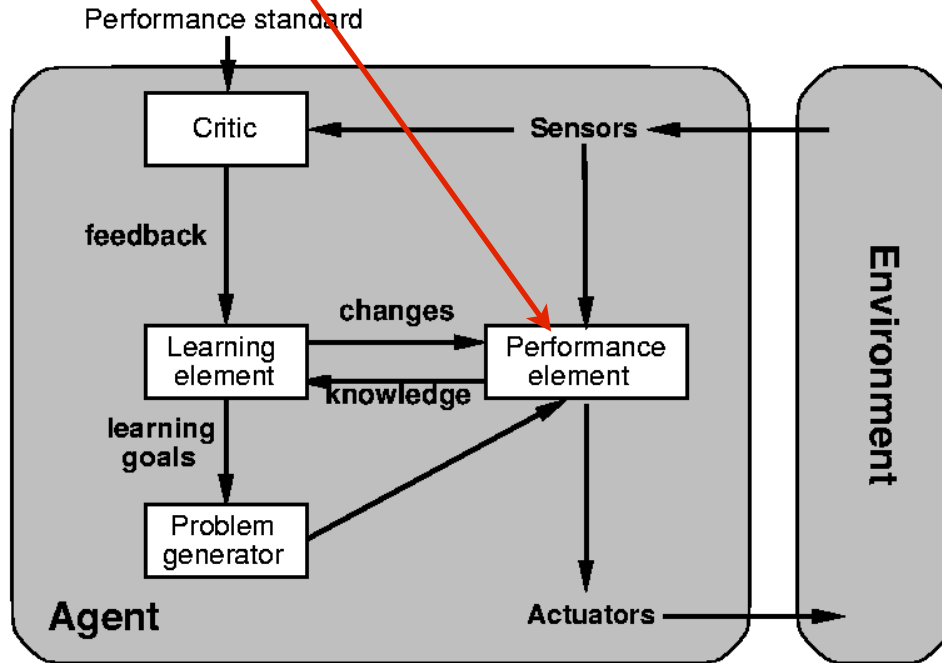 Performance standard
Critic
Sensors
feedback
changes
Learning
element
Performance
element
knowledge
learning
goals
Problem
generator
Agent
Actuators
Environment